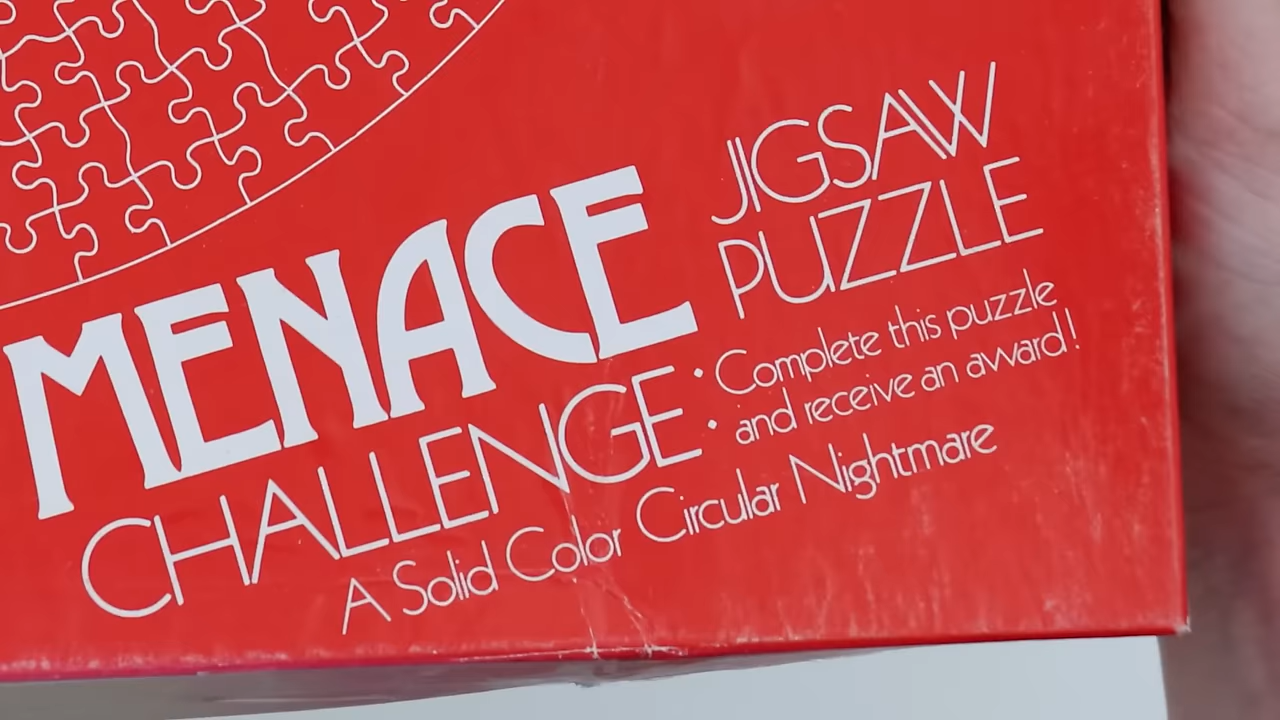 MENACE
JIGSAW
PUZZLE
CHALLENGE:
Complete this puzzle
and receive an award!
A Solid Color Circular Nightmare